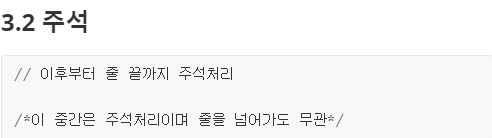 3.2 주석
// 이후부터 줄 끝까지 주석처리
/*이 중간은 주석처리이며 줄을 넘어가도 무관*/